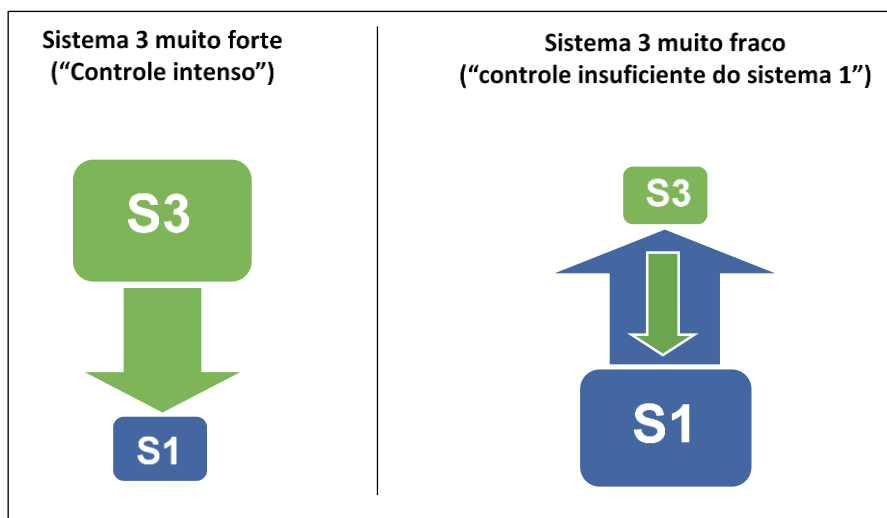 Sistema 3 muito forte
(“Controle intenso”)
S3
S1
Sistema 3 muito fraco
(“controle insuficiente do sistema 1”)
S3
S1